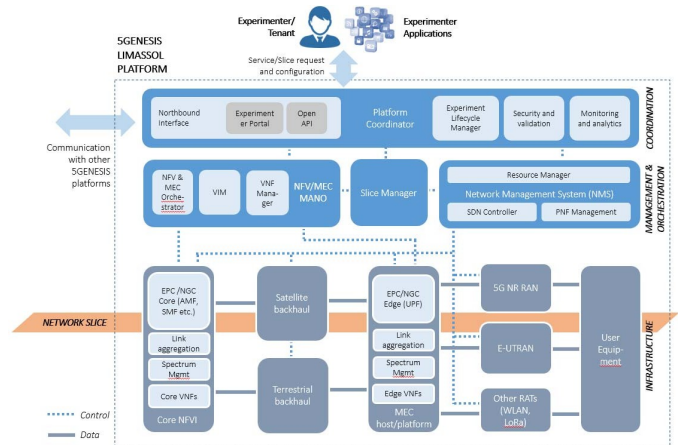 Experimenter/
Tenant
Experimenter
Applications
5GENESIS
LIMASSOL
PLATFORM
Service/Slice request
and configuration
Communication
with other
5GENESIS
platforms
Northbound
Interface
Experiment
er Portal
Open
API
Platform
Coordinator
Experiment
Lifecycle
Manager
Security and
validation
Monitoring
and analytics
COORDINATION
NFV &
MEC
Orche-
strator
VIM
VNF
Mana-
ger
NFV/MEC
MANO
Slice Manager
Resource Manager
Network Management System (NMS)
SDN Controller
PNF Management
MANAGEMENT &
ORCHESTRATION
EPC /NGC
Core (AMF,
SMF etc.)
Link
aggregation
Spectrum
Mgmt
Core VNFs
Core NFVI
Satellite
backhaul
Terrestrial
backhaul
EPC/NGC
Edge (UPF)
Link
aggregation
Spectrum
Mgmt
Edge VNFs
MEC
host/platform
5G NR RAN
E-UTRAN
Other RATs
(WLAN,
LoRa)
User
Equip-
ment
INFRASTRUCTURE
NETWORK SLICE
Control
Data